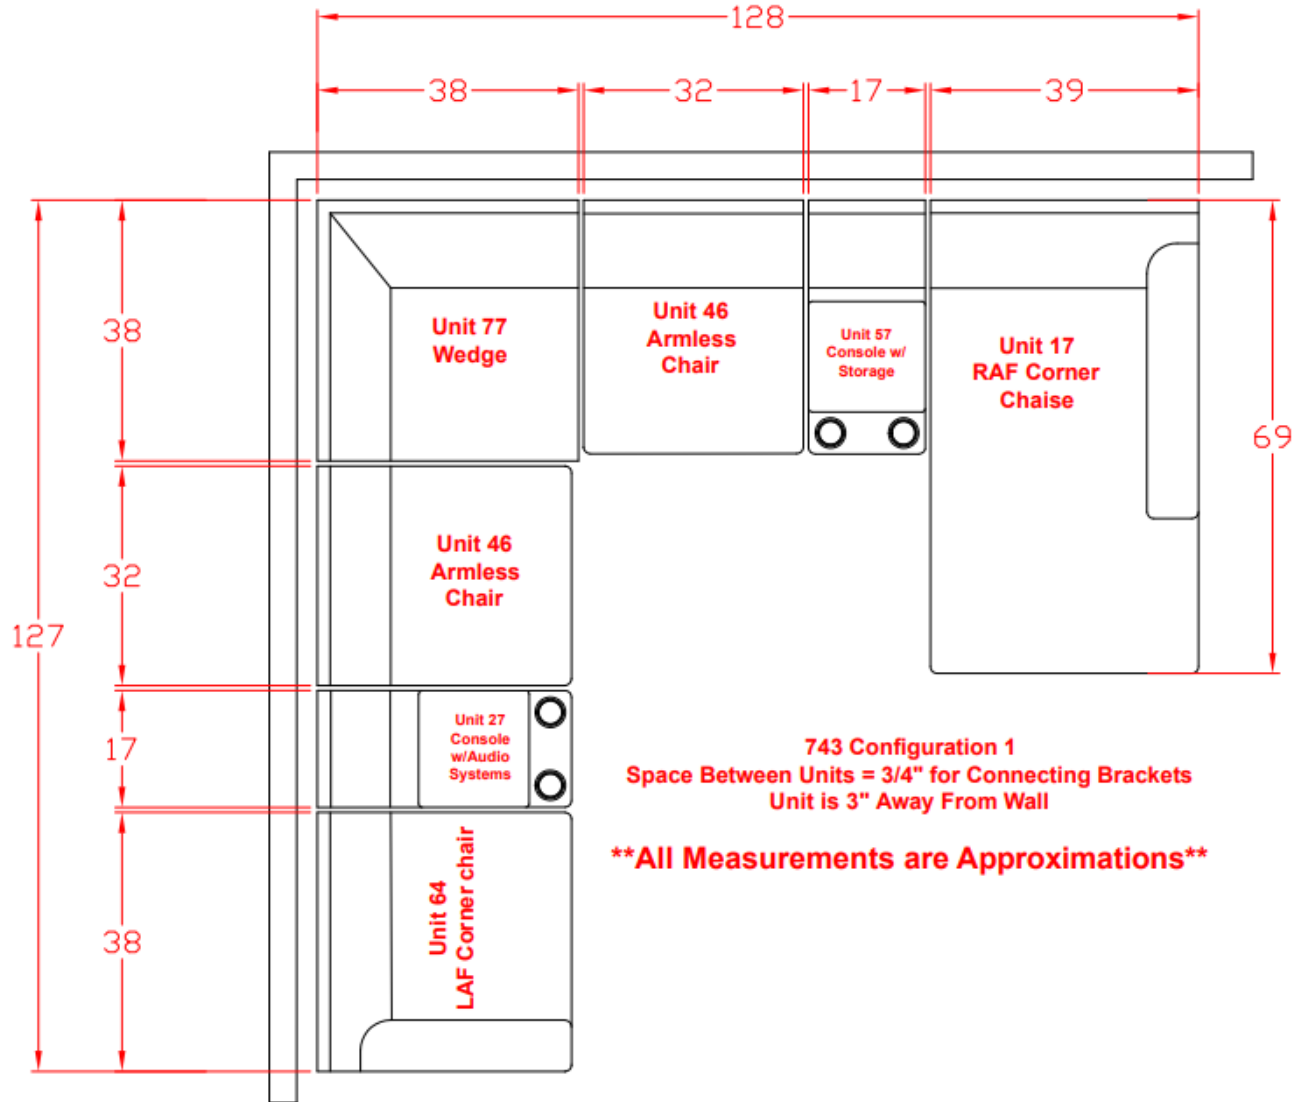 128
38
32
17
39
38
Unit 77
Wedge
Unit 46
Armless
Chair
Unit 57
Console w/
Storage
Unit 17
RAF Corner
Chaise
69
32
Unit 46
Armless
Chair
127
17
Unit 27
Console
w/Audio
Systems
38
Unit 64
LAF Corner chair
743 Configuration 1
Space Between Units = 3/4" for Connecting Brackets
Unit is 3" Away From Wall
**All Measurements are Approximations**